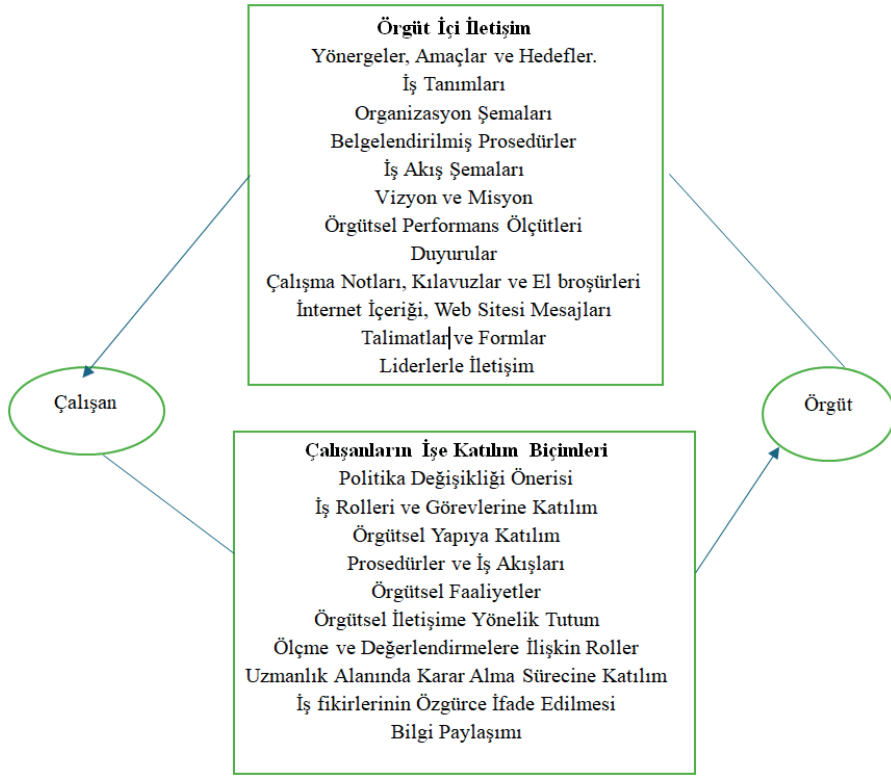 Örgüt İçi İletişim
Yönergeler, Amaçlar ve Hedefler.
İş Tanımları
Organizasyon Şemaları
Belgelendirilmiş Prosedürler
İş Akış Şemaları
Vizyon ve Misyon
Örgütsel Performans Ölçütleri
Duyurular
Çalışma Notları, Kılavuzlar ve El broşürleri
İnternet İçeriği, Web Sitesi Mesajları
Talimatlar ve Formlar
Liderlerle İletişim
Çalışan
Örgüt
Çalışanların İşe Katılım Biçimleri
Politika Değişikliği Önerisi
İş Rolleri ve Görevlerine Katılım
Örgütsel Yapıya Katılım
Prosedürler ve İş Akışları
Örgütsel Faaliyetler
Örgütsel İletişime Yönelik Tutum
Ölçme ve Değerlendirmelere İlişkin Roller
Uzmanlık Alanında Karar Alma Sürecine Katılım
İş fikirlerinin Özgürce İfade Edilmesi
Bilgi Paylaşımı